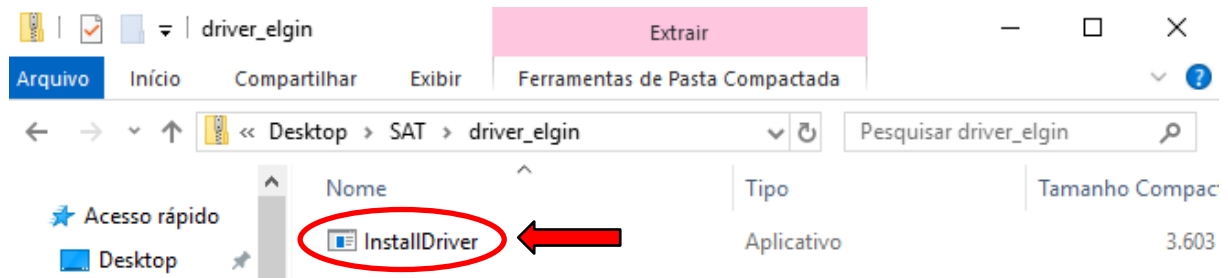 driver_elgin
Extrair
Arquivo Início Compartilhar Exibir Ferramentas de Pasta Compactada
« Desktop > SAT > driver_elgin Pesquisar driver_elgin
Nome Tipo Tamanho Compact
Acesso rápido
InstallDriver Aplicativo 3.603
Desktop